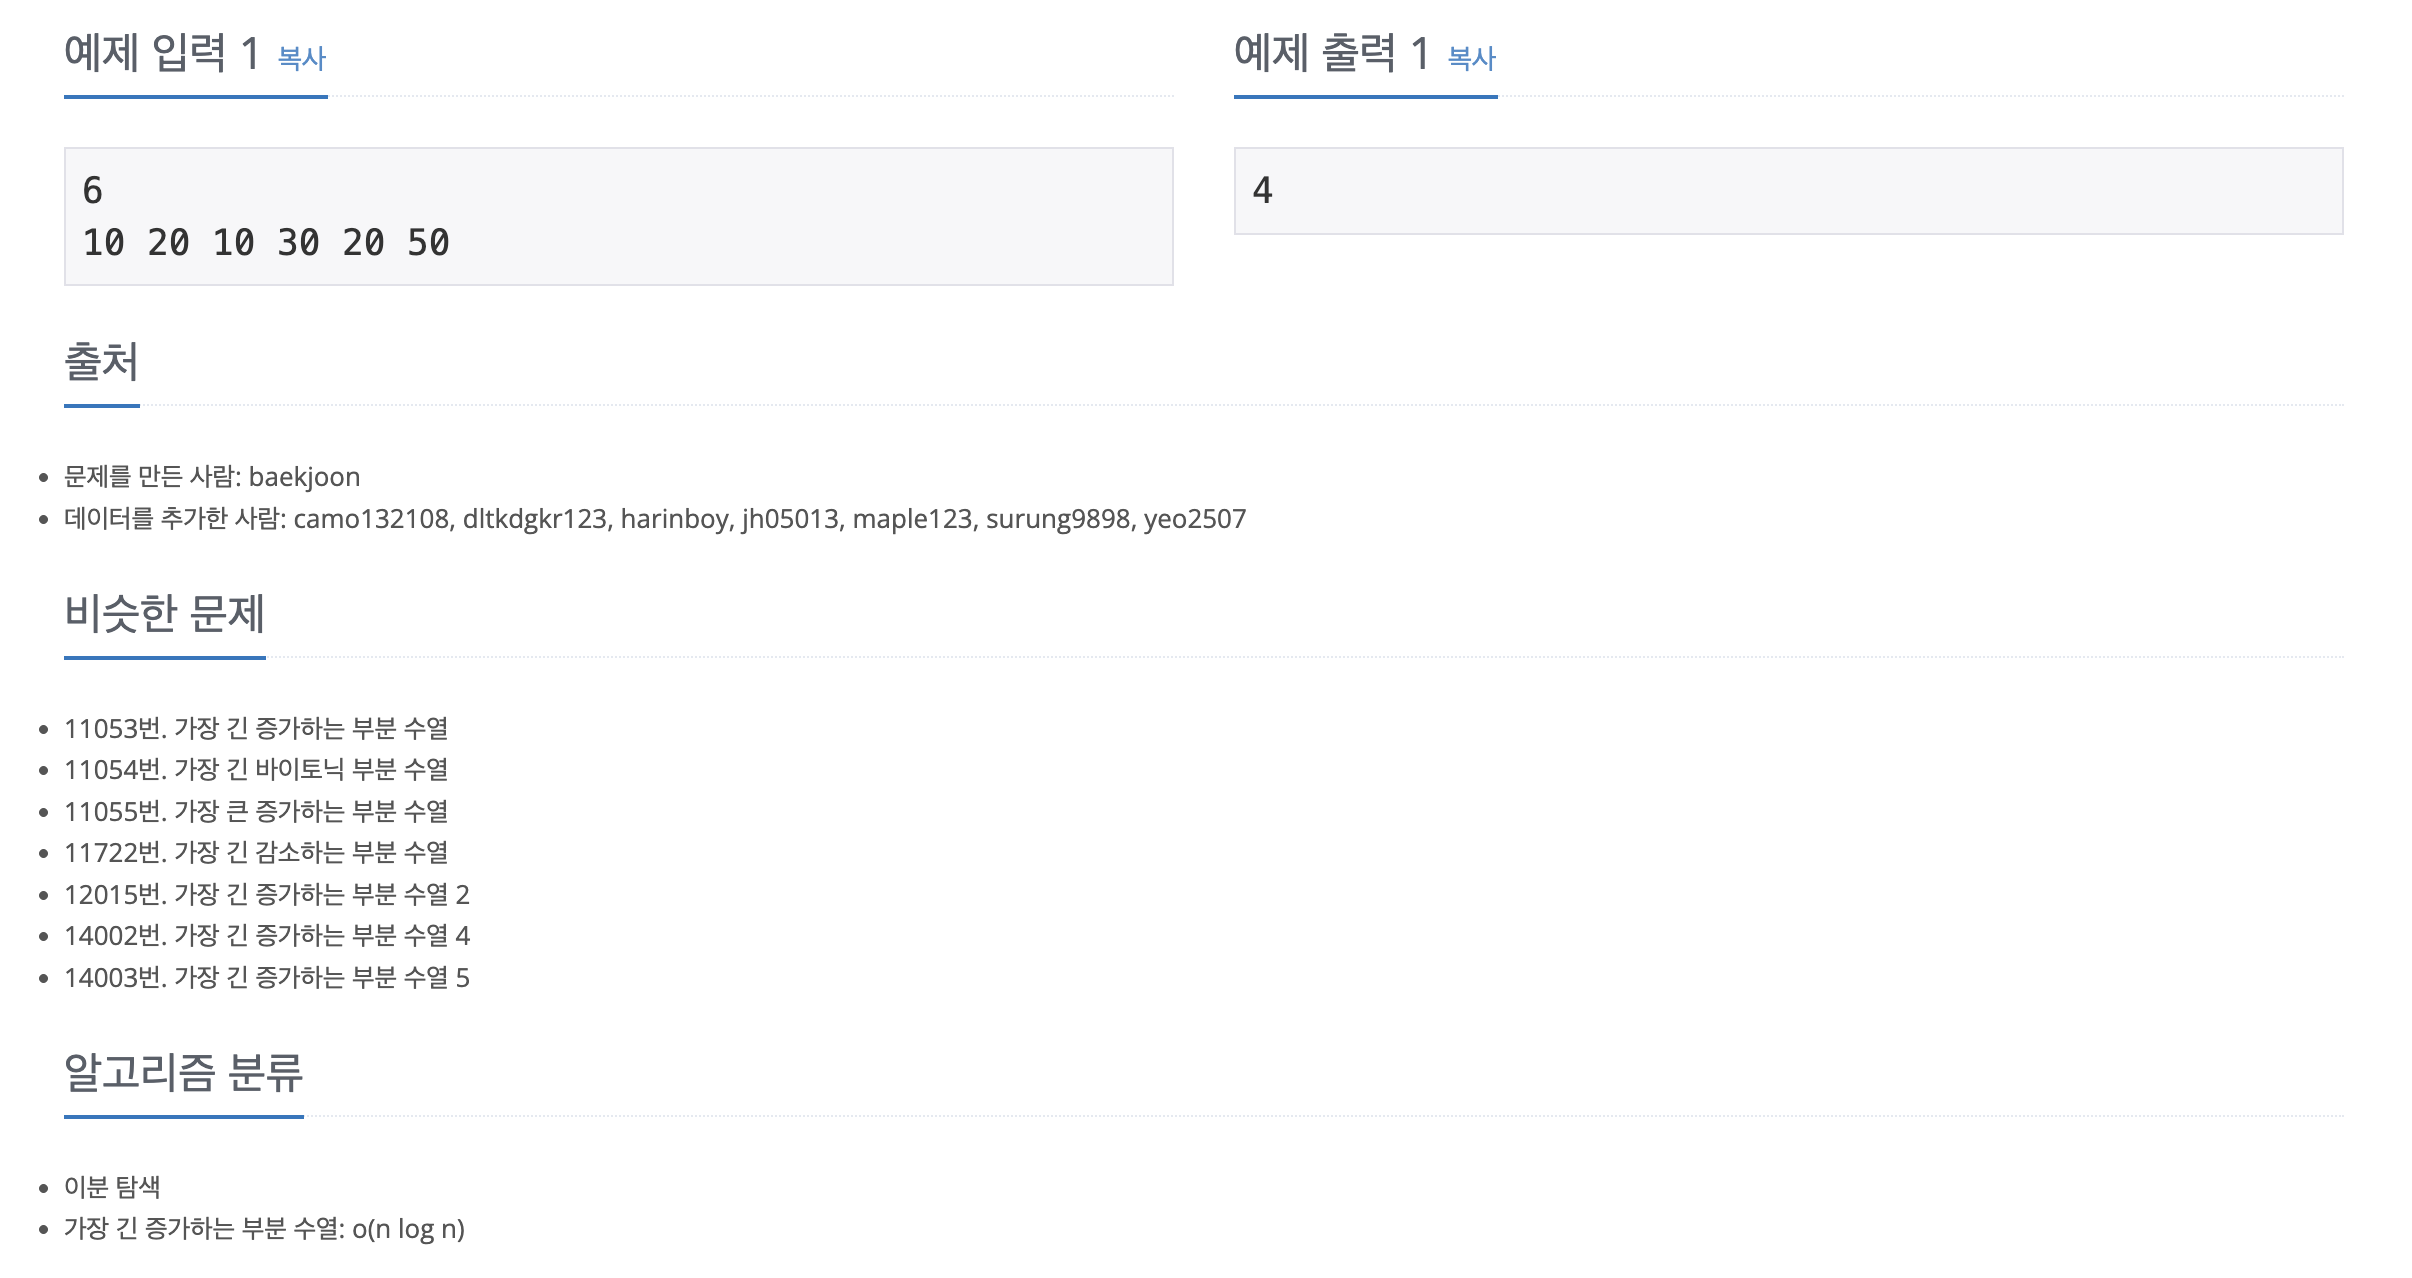 예제 입력 1 복사
6
10 20 10 30 20 50
예제 출력 1 복사
4
출처
문제를 만든 사람: baekjoon
데이터를 추가한 사람: camo132108, dltkdgkr123, harinboy, jh05013, maple123, surung9898, yeo2507
비슷한 문제
11053번. 가장 긴 증가하는 부분 수열
11054번. 가장 긴 바이토닉 부분 수열
11055번. 가장 큰 증가하는 부분 수열
11722번. 가장 긴 감소하는 부분 수열
12015번. 가장 긴 증가하는 부분 수열 2
14002번. 가장 긴 증가하는 부분 수열 4
14003번. 가장 긴 증가하는 부분 수열 5
알고리즘 분류
이분 탐색
가장 긴 증가하는 부분 수열: o(n log n)